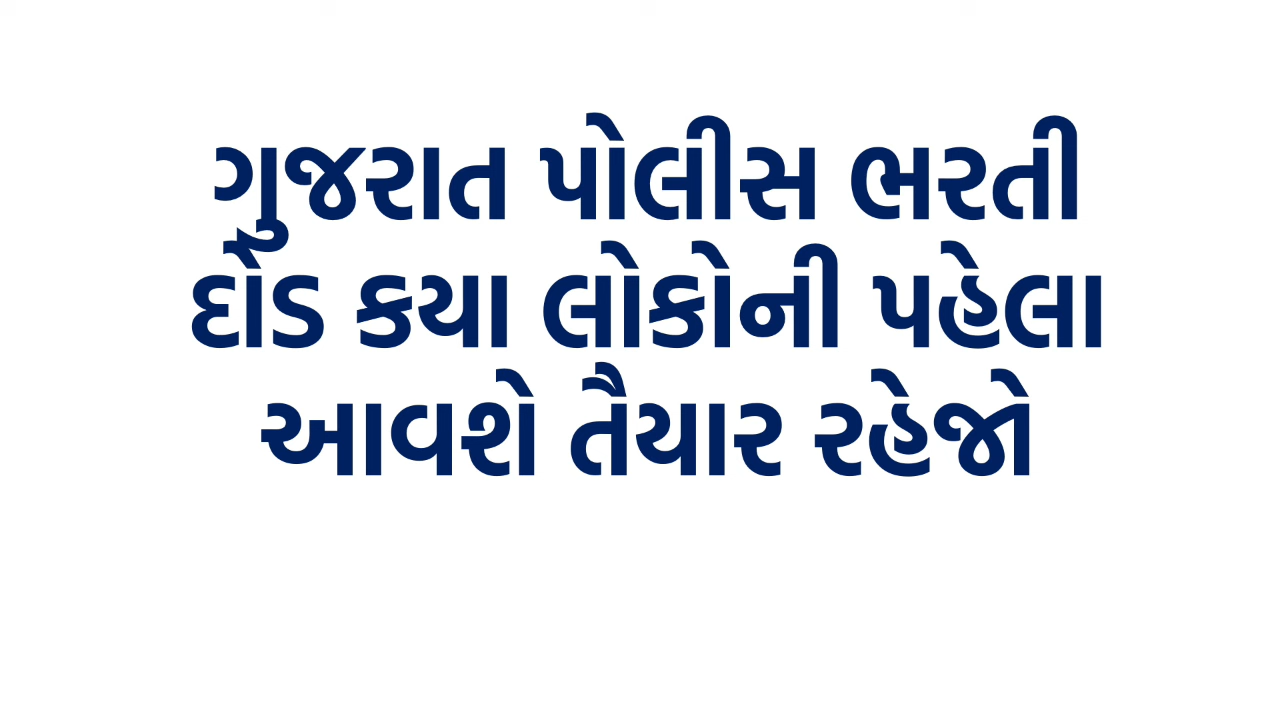 ગુજરાત પોલીસ ભરતી
દોડ કયા લોકોની પહેલા
આવશે તૈયાર રહેજો